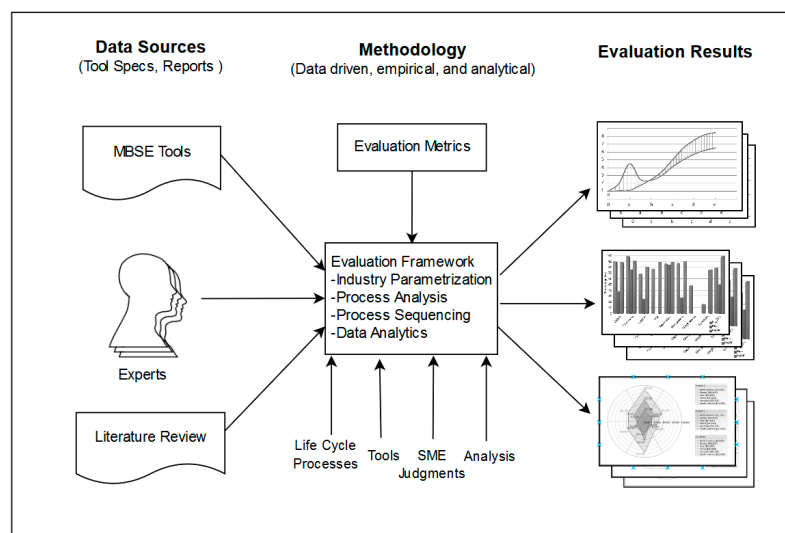 Data Sources
(Tool Specs, Reports )
Methodology
(Data driven, empirical, and analytical)
Evaluation Results
MBSE Tools
Evaluation Metrics
Evaluation Framework
-Industry Parametrization
-Process Analysis
-Process Sequencing
-Data Analytics
Experts
Literature Review
Life Cycle
Processes
Tools
SME
Judgments
Analysis